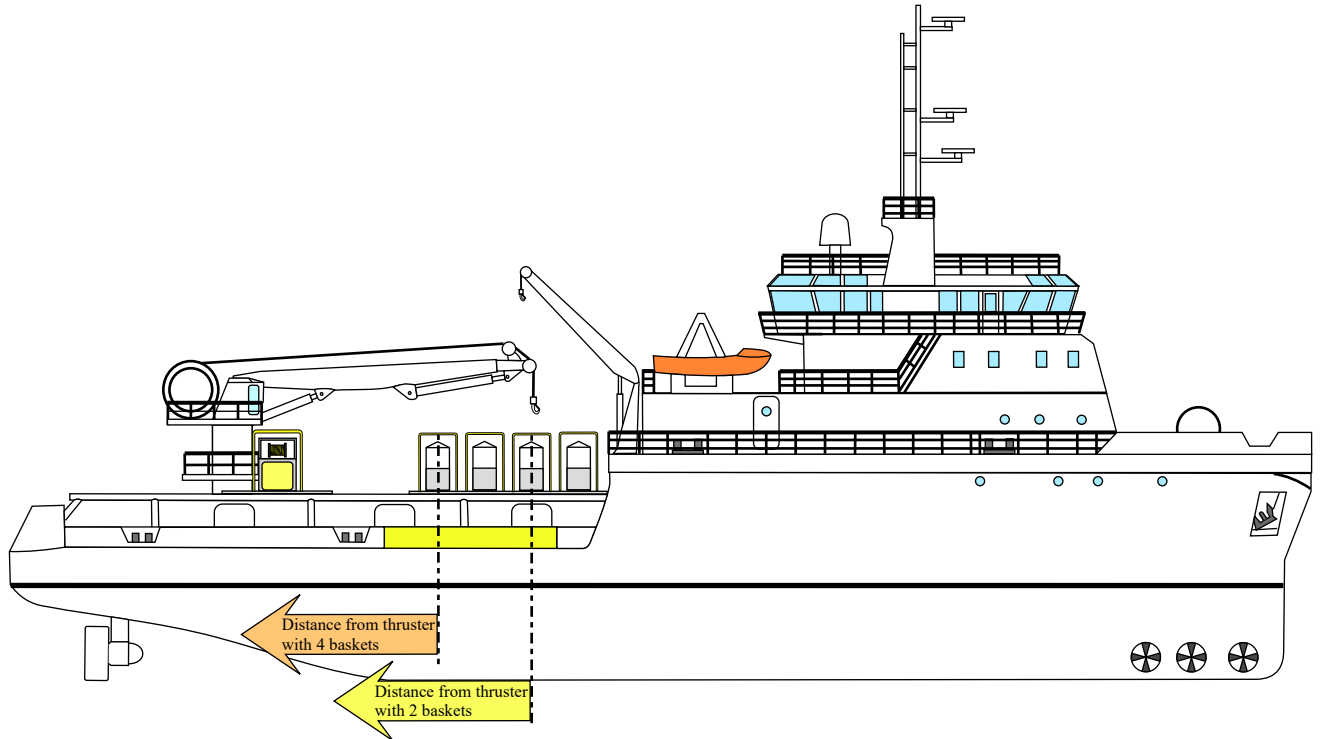 Distance from thruster
with 4 baskets
Distance from thruster
with 2 baskets